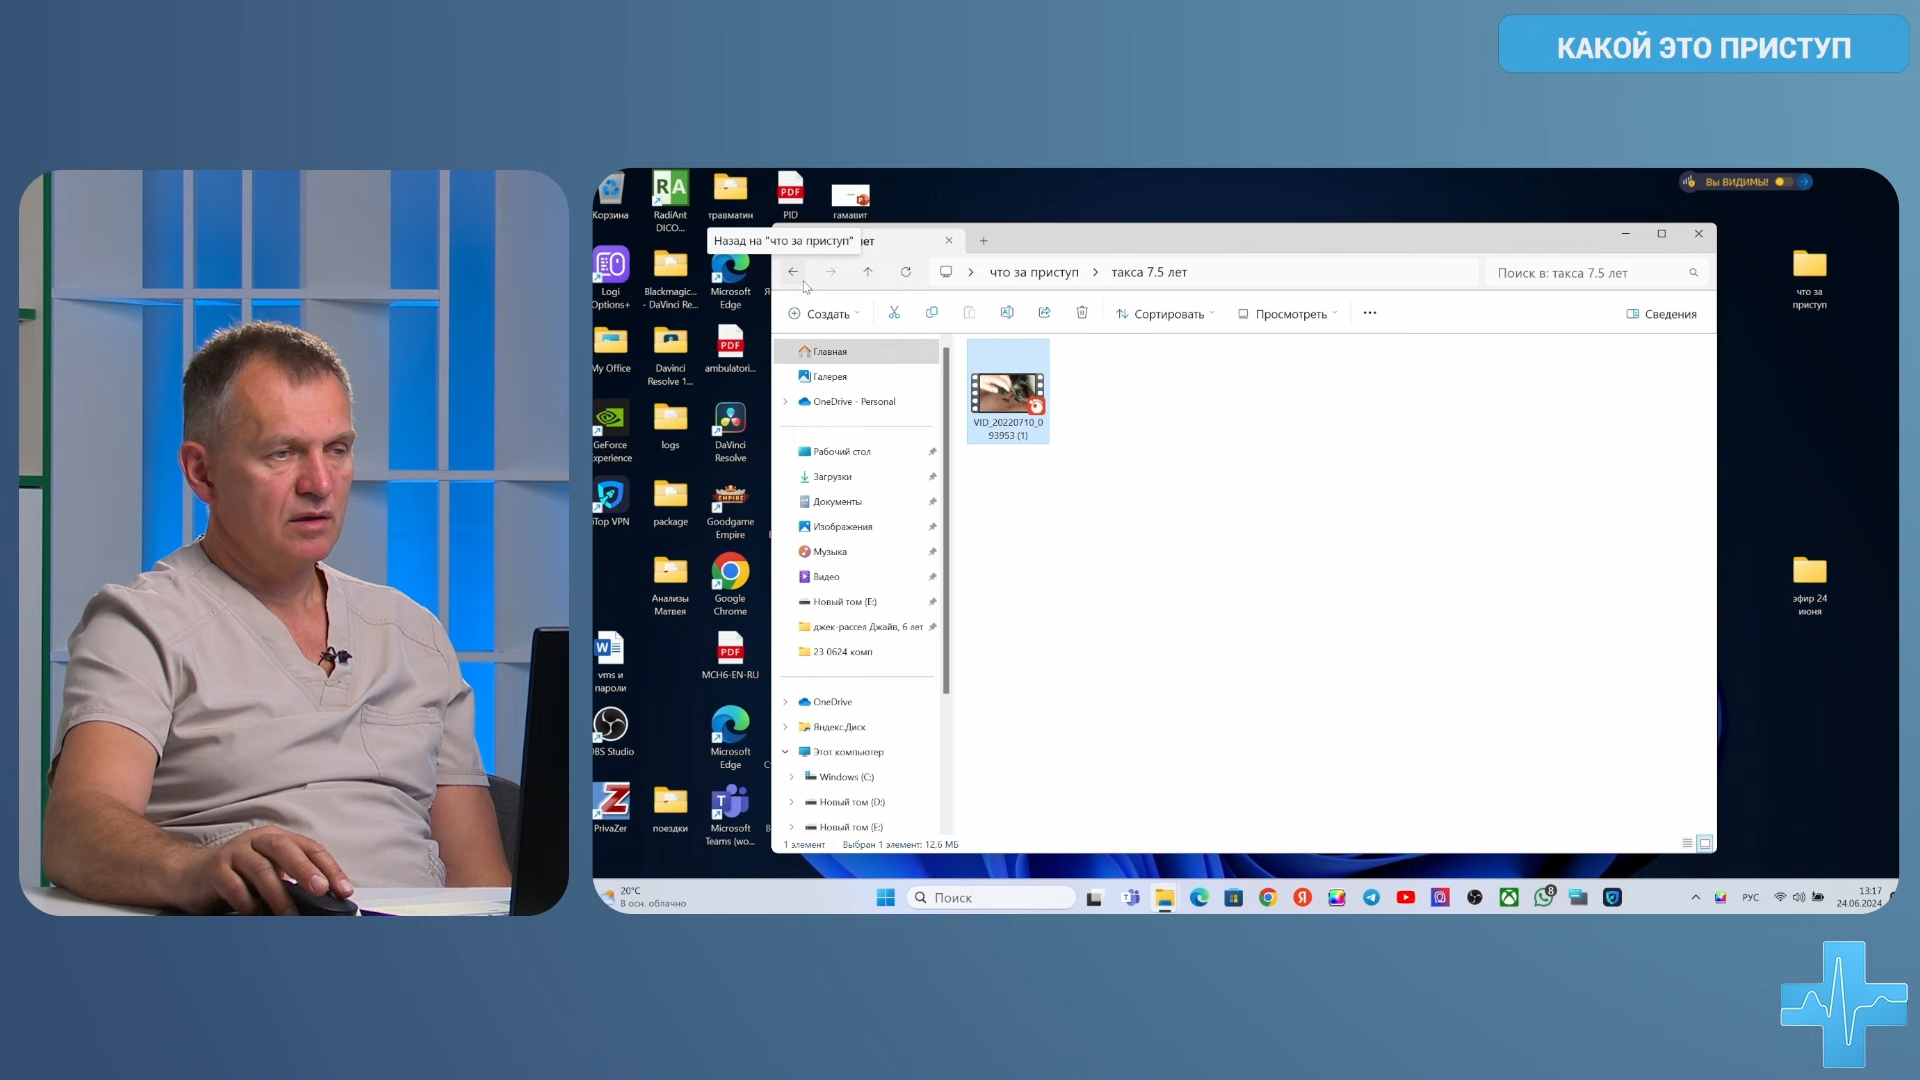 КАКОЙ ЭТО ПРИСТУП
Вы ВИДИМЫ!
Корзина
RadiAnt
DICO...
травматин
PID
гамавит
Logi
Options+
Blackmagic...
- DaVinci Re...
Microsoft
Edge
My Office
Davinci
Resolve 1...
ambulatori...
GeForce
Experience
logs
DaVinci
Resolve
iTop VPN
package
Goodgame
Empire
Анализы
Матвея
Google
Chrome
vms и
пароли
MCH6-EN-RU
OBS Studio
Microsoft
Edge
PrivaZer
поездки
Microsoft
Teams (wo...
Назад на "что за приступ"
лет
что за приступ
такса 7.5 лет
Поиск в: такса 7.5 лет
Создать
Сортировать
Просмотреть
Сведения
Главная
Галерея
OneDrive - Personal
Рабочий стол
Загрузки
Документы
Изображения
Музыка
Видео
Новый том (E:)
джек-рассел Джайв, 6 лет
23 0624 комп
OneDrive
Яндекс.Диск
Этот компьютер
Windows (C:)
Новый том (D:)
Новый том (E:)
VID_20220710_0
93953 (1)
1 элемент
Выбран 1 элемент: 12,6 МБ
что за
приступ
эфир 24
июня
20°C
В осн. облачно
Поиск
8
РУС
13:17
24.06.2024